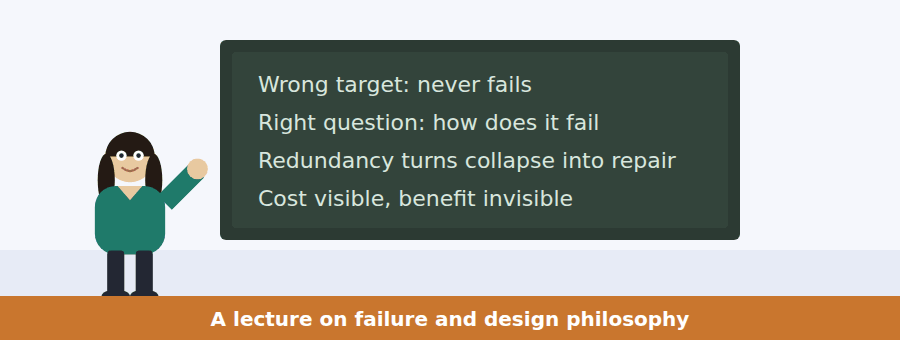 Wrong target: never fails
Right question: how does it fail
Redundancy turns collapse into repair
Cost visible, benefit invisible
A lecture on failure and design philosophy